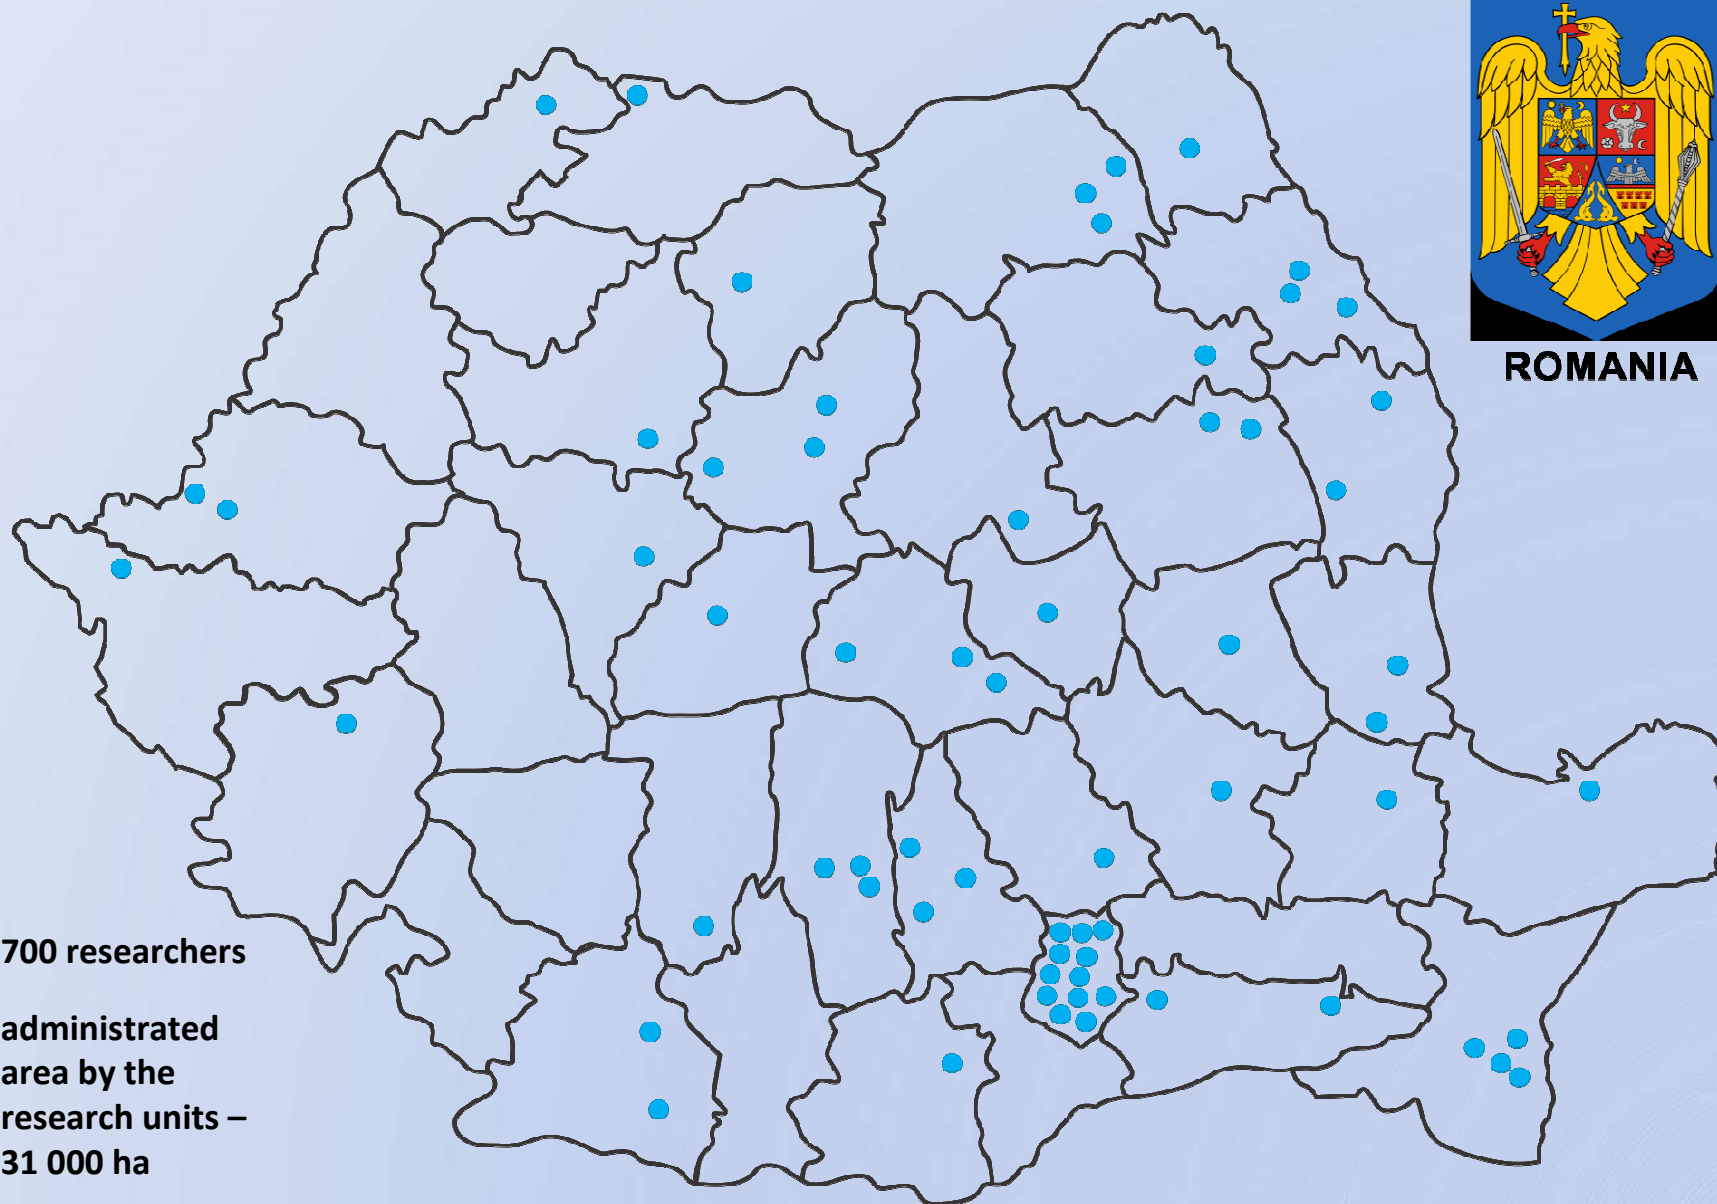 ROMANIA
700 researchers
administrated
area by the
research units –
31 000 ha